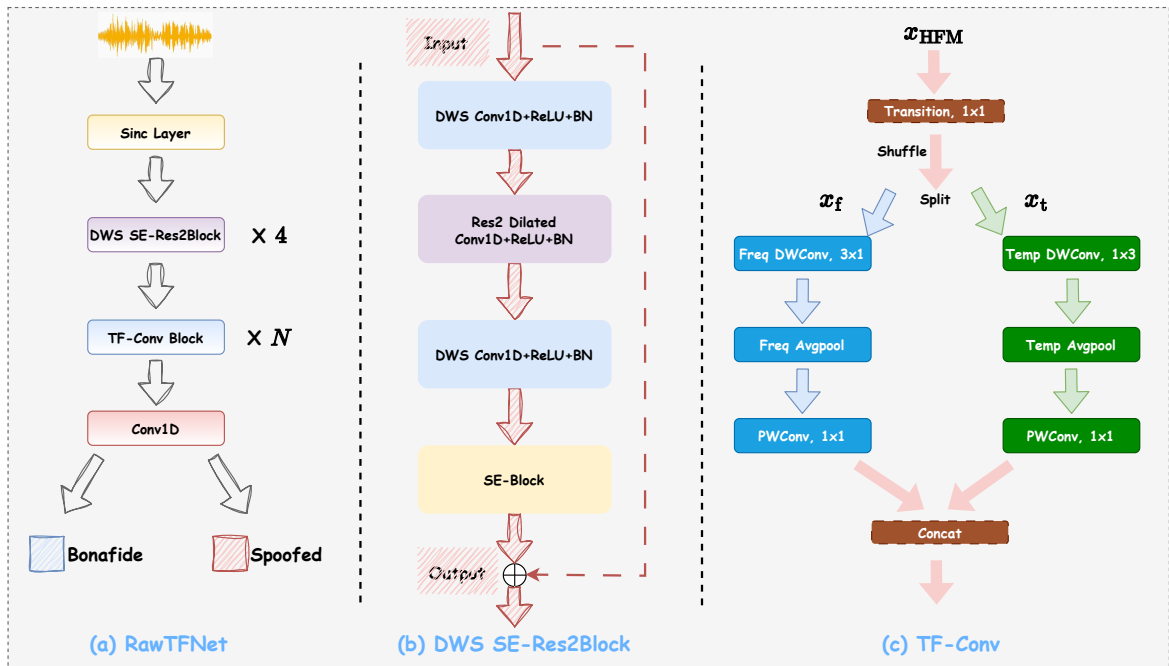 Sinc Layer
DWS SE-Res2Block
× 4
TF-Conv Block
× N
Conv1D
Bonafide
Spoofed
(a) RawTFNet
Input
DWS Conv1D+ReLU+BN
Res2 Dilated
Conv1D+ReLU+BN
DWS Conv1D+ReLU+BN
SE-Block
Output
(b) DWS SE-Res2Block
x_HFM
Transition, 1x1
Shuffle
Split
x_f
x_t
Freq DWConv, 3x1
Temp DWConv, 1x3
Freq Avgpool
Temp Avgpool
PWConv, 1x1
PWConv, 1x1
Concat
(c) TF-Conv